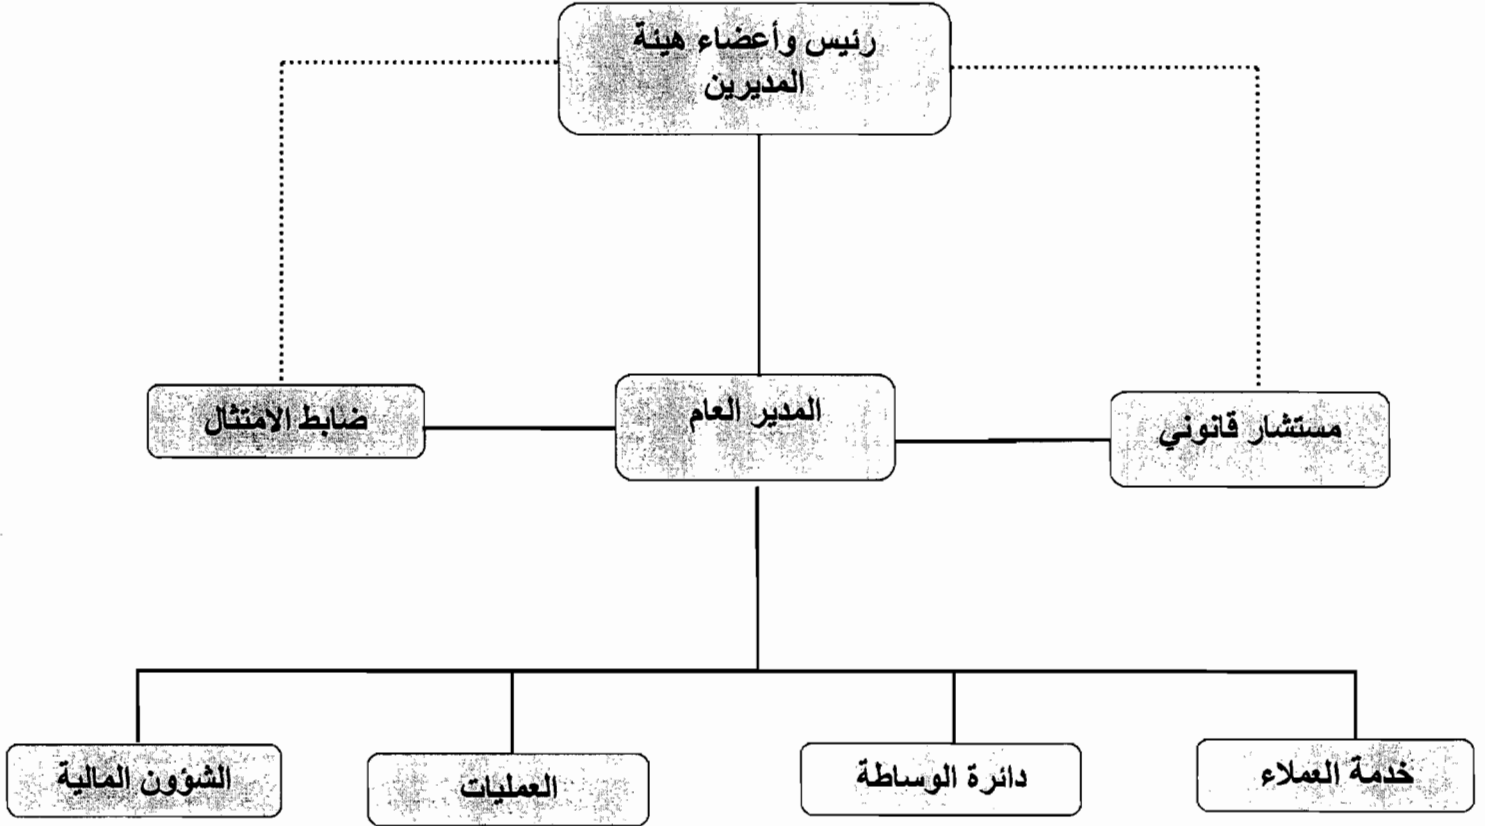 رئيس وأعضاء هيئة
المديرين
مستشار قانوني
المدير العام
ضابط الامتثال
خدمة العملاء
دائرة الوساطة
العمليات
الشؤون المالية